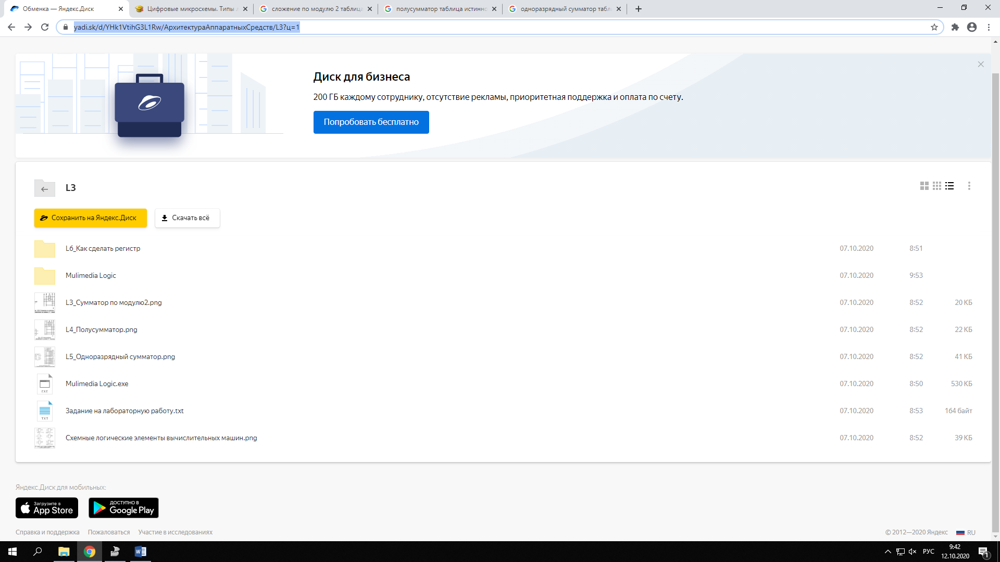 Обменка — Яндекс.Диск
Цифровые микросхемы. Типы л
сложение по модулю 2 таблица
полусумматор таблица истинно
одноразрядный сумматор табл
yadi.sk/d/YHk1VtihG3L1Rw/АрхитектураАппаратныхСредств/L3?ц=1
Диск для бизнеса
200 ГБ каждому сотруднику, отсутствие рекламы, приоритетная поддержка и оплата по счету.
Попробовать бесплатно
L3
Сохранить на Яндекс.Диск
Скачать всё
L6_Как сделать регистр 07.10.2020 8:51
Mulimedia Logic 07.10.2020 9:53
L3_Сумматор по модулю2.png 07.10.2020 8:52 20 КБ
L4_Полусумматор.png 07.10.2020 8:52 22 КБ
L5_Одноразрядный сумматор.png 07.10.2020 8:52 41 КБ
EXE Mulimedia Logic.exe 07.10.2020 8:50 530 КБ
TXT Задание на лабораторную работу.txt 07.10.2020 8:53 164 байт
Схемные логические элементы вычислительных машин.png 07.10.2020 8:52 39 КБ
Яндекс.Диск для мобильных:
Загрузите в
App Store
ДОСТУПНО В
Google Play
Справка и поддержка Пожаловаться Участие в исследованиях
© 2012—2020 Яндекс RU
РУС
9:42
12.10.2020
1